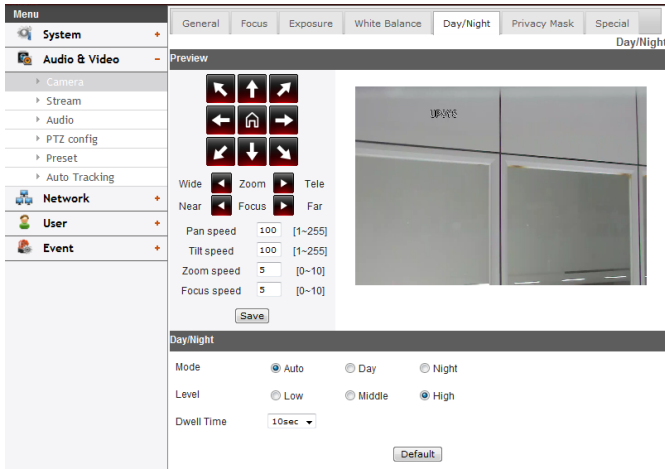 Menu
System +
Audio & Video -
Camera
Stream
Audio
PTZ config
Preset
Auto Tracking
Network +
User +
Event +
General Focus Exposure White Balance Day/Night Privacy Mask Special
Day/Night
Preview
Wide Zoom Tele
Near Focus Far
Pan speed 100 [1~255]
Tilt speed 100 [1~255]
Zoom speed 5 [0~10]
Focus speed 5 [0~10]
Save
Day/Night
Mode Auto Day Night
Level Low Middle High
Dwell Time 10sec
Default